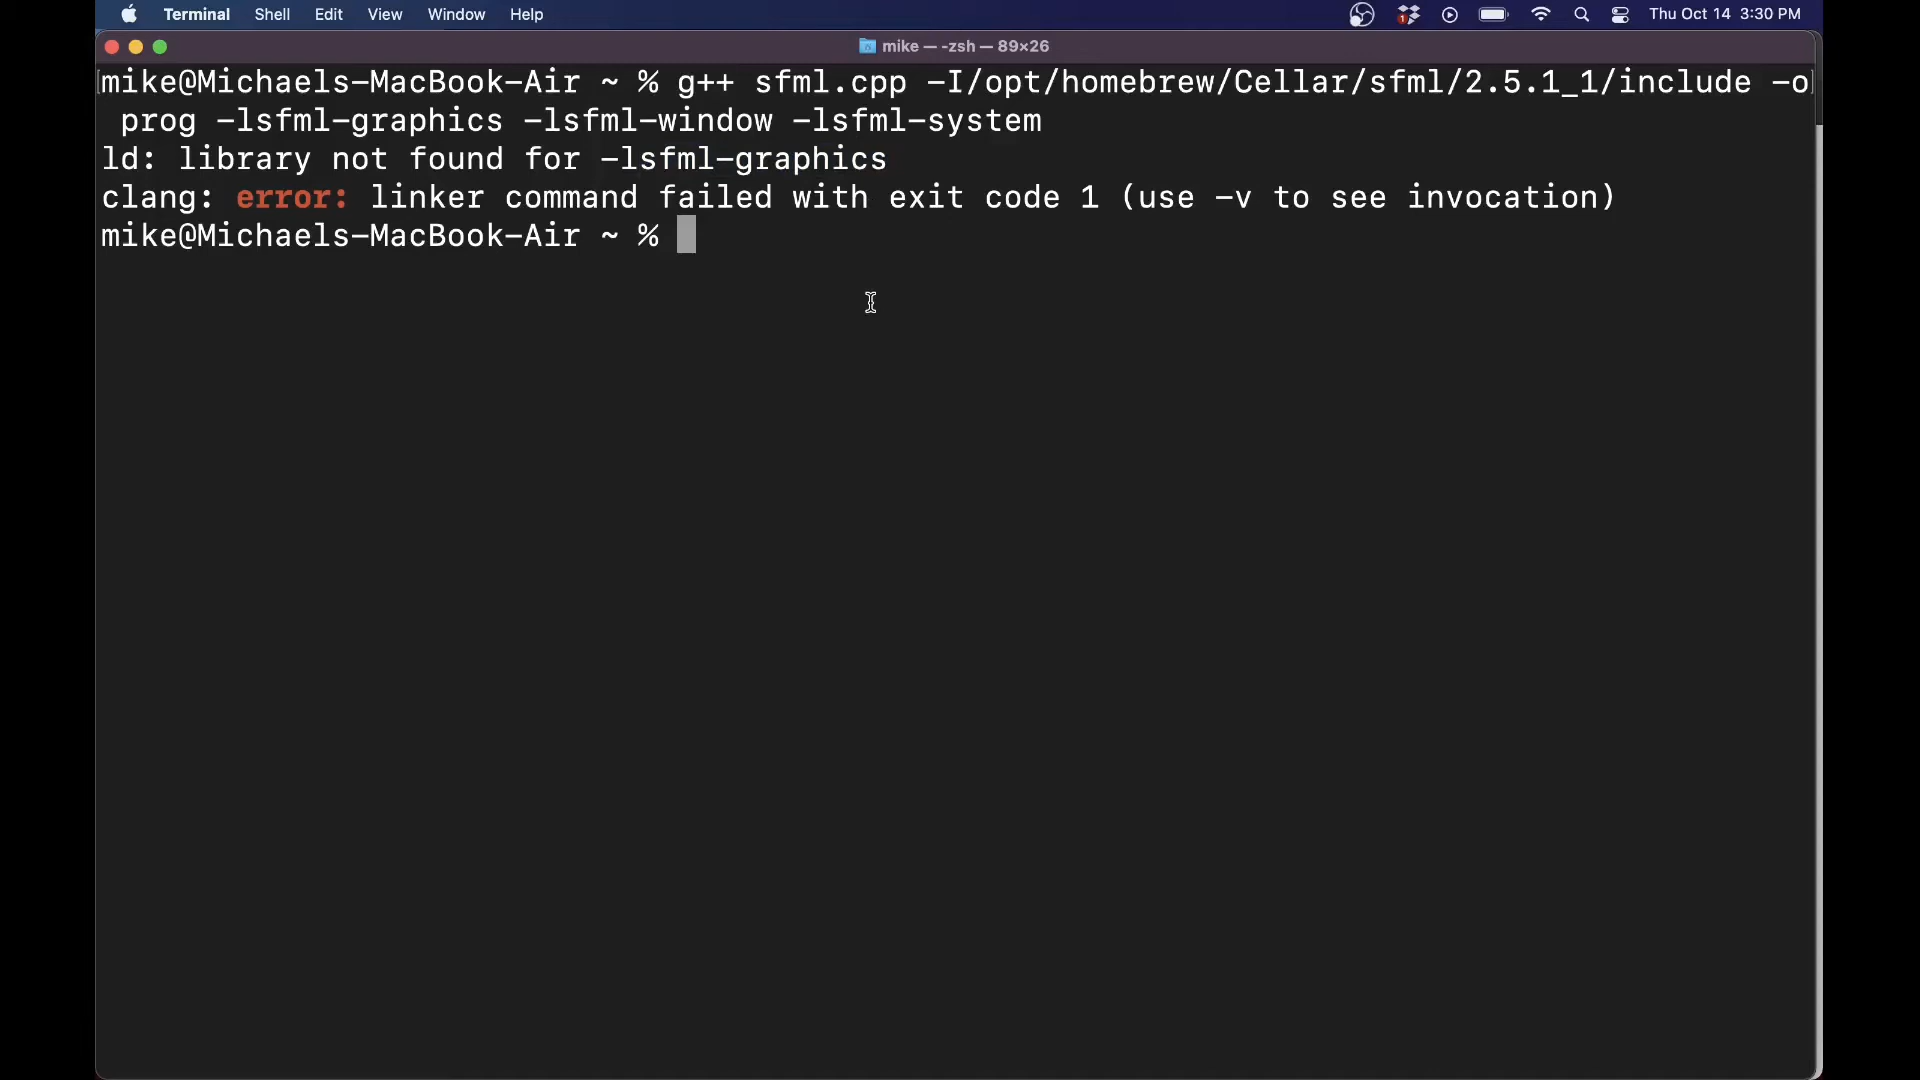 Terminal Shell Edit View Window Help 1 Thu Oct 14 3:30 PM
mike — -zsh — 89×26
mike@Michaels-MacBook-Air ~ % g++ sfml.cpp -I/opt/homebrew/Cellar/sfml/2.5.1_1/include -o
prog -lsfml-graphics -lsfml-window -lsfml-system
ld: library not found for -lsfml-graphics
clang: error: linker command failed with exit code 1 (use -v to see invocation)
mike@Michaels-MacBook-Air ~ %